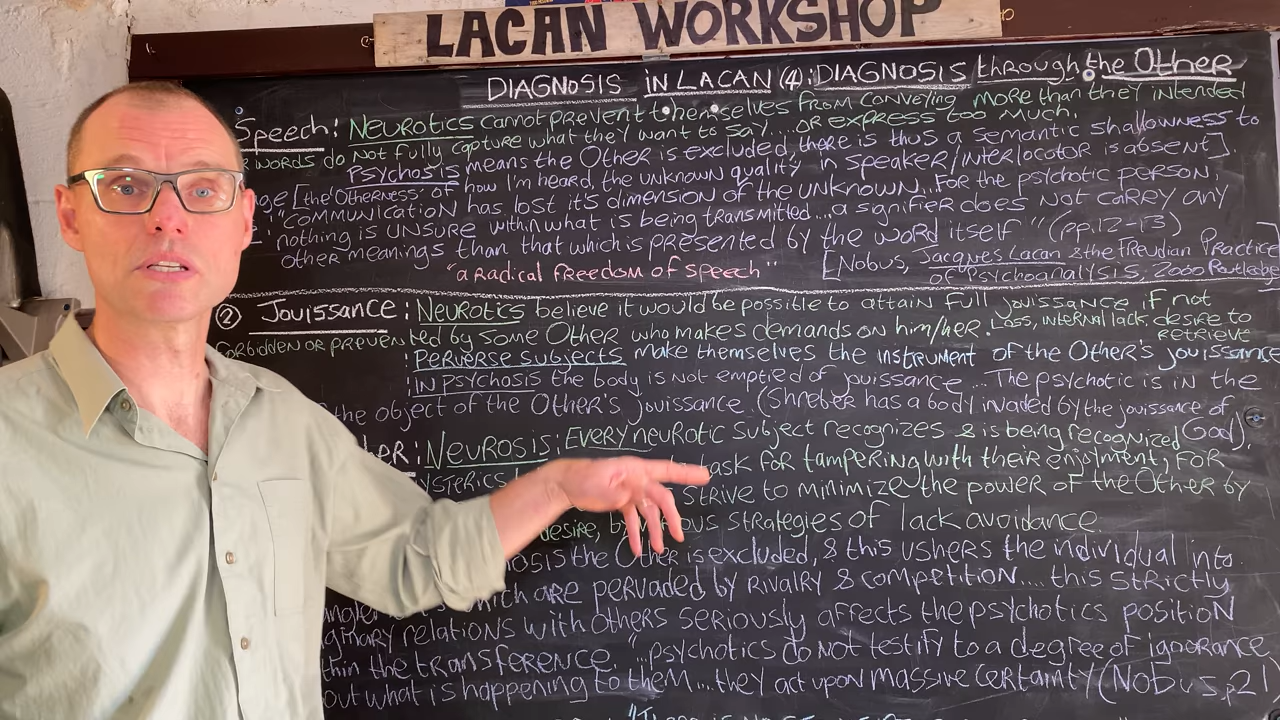 LACAN WORKSHOP
DIAGNOSIS IN LACAN (4): DIAGNOSIS through the Other
Speech: NEUROTICS cannot prevent themselves from conveying more than they intended
WORDS do not fully capture what they want to say... or express too much.
PSYCHOSIS means the Other is excluded, there is thus a semantic shallowness to
[the Otherness of how I'm heard, the unknown quality in speaker/interlocutor is absent].
"communication has lost it's dimension of the unknown... For the psychotic person,
nothing is UNSURE within what is being transmitted... a signifier does not carry any
other meanings than that which is presented by the word itself" (pp.12-13)
"a radical freedom of speech" [Nobus, Jacques Lacan & the Freudian Practice
of Psychoanalysis, 2000 Routledge]
② Jouissance: Neurotics believe it would be possible to attain full jouissance if not
forbidden or prevented by some Other who makes demands on him/her. Loss, internal lack, desire to
retrieve
: Perverse subjects make themselves the instrument of the Other's jouissance
: IN PSYCHOSIS the body is not emptied of jouissance... The psychotic is in the
the object of the Other's jouissance. (Shreber has a body invaded by the jouissance of
(God).
: Neurosis: Every neurotic subject recognizes & is being recognized
task for tampering with their enjoyment, for
strive to minimize the power of the Other by
desire, by strategies of lack avoidance.
the Other is excluded, & this ushers the individual into
which are pervaded by rivalry & competition.... this strictly
relations with others seriously affects the psychotics position
the transference. "...psychotics do not testify to a degree of ignorance
what is happening to them... they act upon massive certainty (Nobus, p.21)